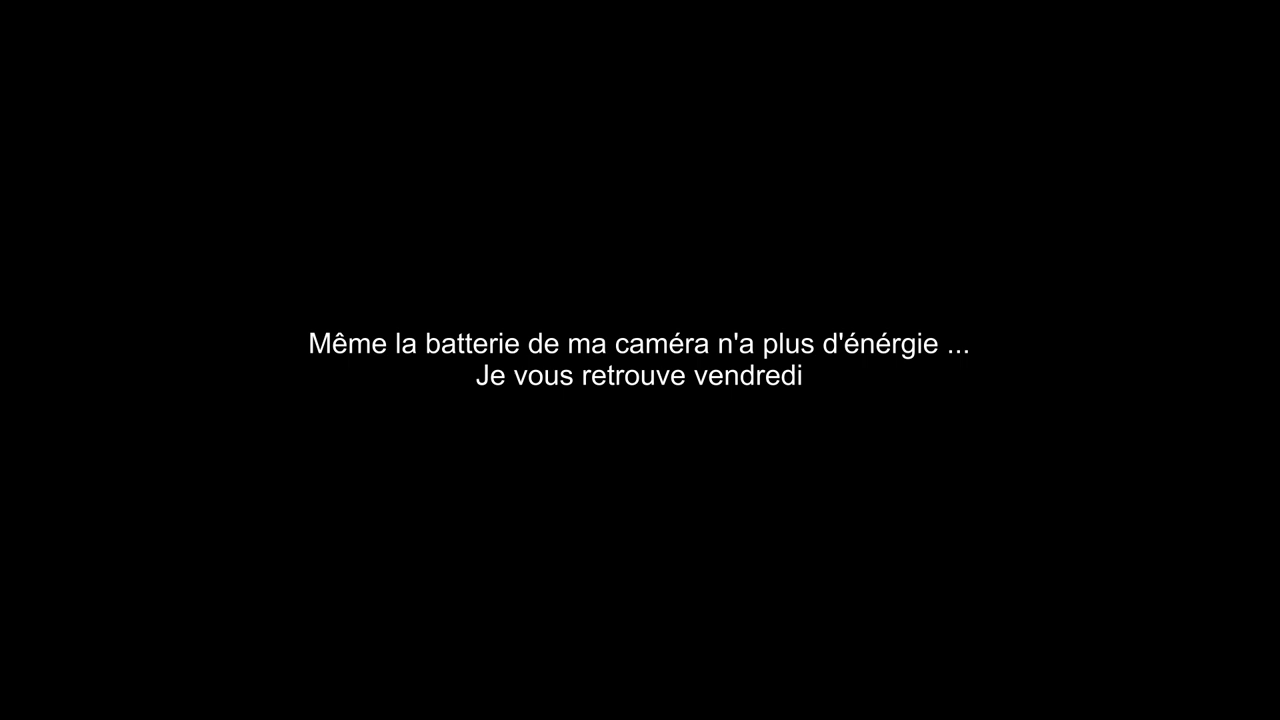 Même la batterie de ma caméra n'a plus d'énérgie ...
Je vous retrouve vendredi